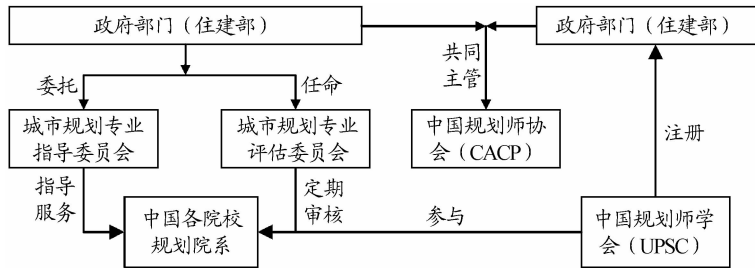 政府部门（住建部）
政府部门（住建部）
共同
主管
委托
任命
城市规划专业
指导委员会
城市规划专业
评估委员会
中国规划师协
会（CACP）
注册
指导
服务
定期
审核
中国各院校
规划院系
参与
中国规划师学
会（UPSC）